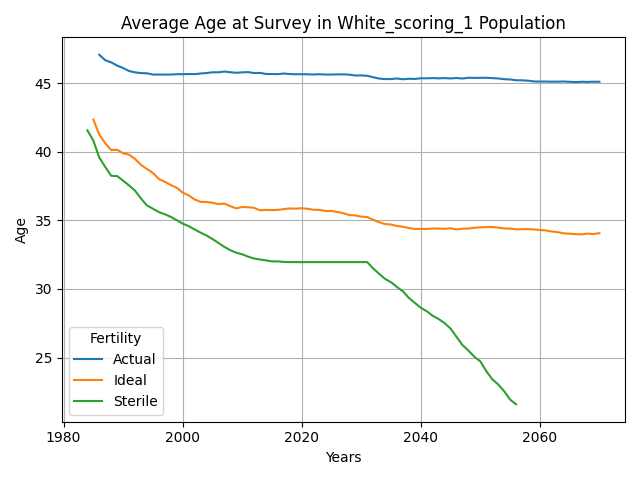 Average Age at Survey in White_scoring_1 Population
Age
45
40
35
30
25
Fertility
Actual
Ideal
Sterile
1980
2000
2020
2040
2060
Years